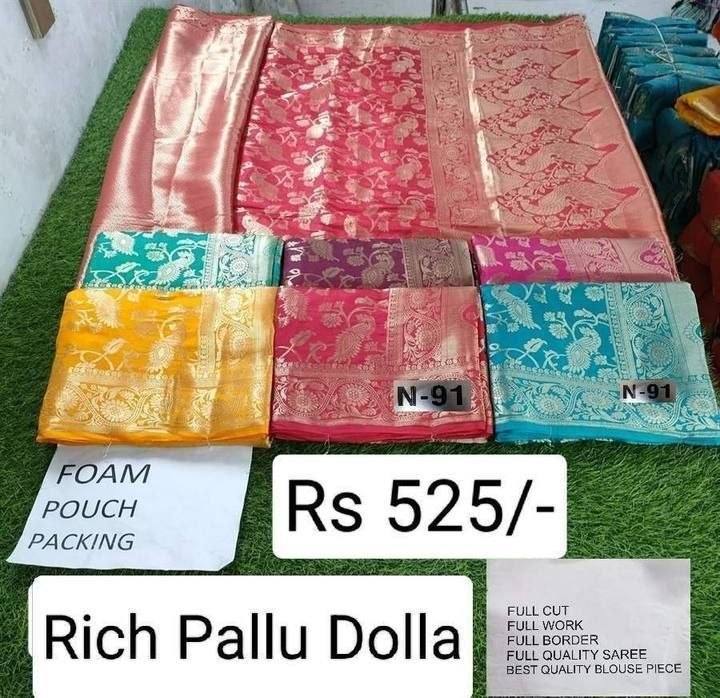 N-91
N-91
FOAM
POUCH
PACKING
Rs 525/-
Rich Pallu Dolla
FULL CUT
FULL WORK
FULL BORDER
FULL QUALITY SAREE
BEST QUALITY BLOUSE PIECE